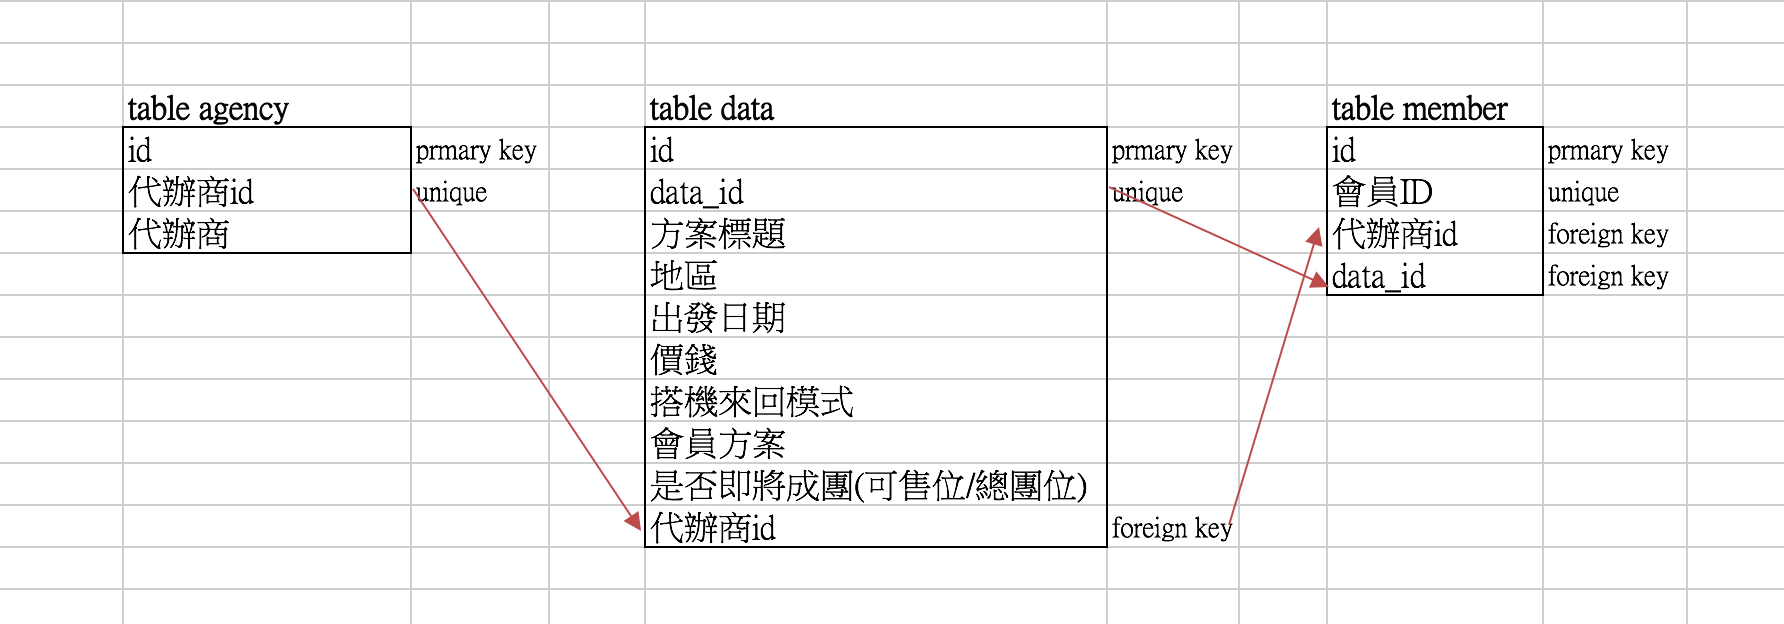 table agency
id prmary key
代辦商id unique
代辦商
table data
id prmary key
data_id unique
方案標題
地區
出發日期
價錢
搭機來回模式
會員方案
是否即將成團(可售位/總團位)
代辦商id foreign key
table member
id prmary key
會員ID unique
代辦商id foreign key
data_id foreign key